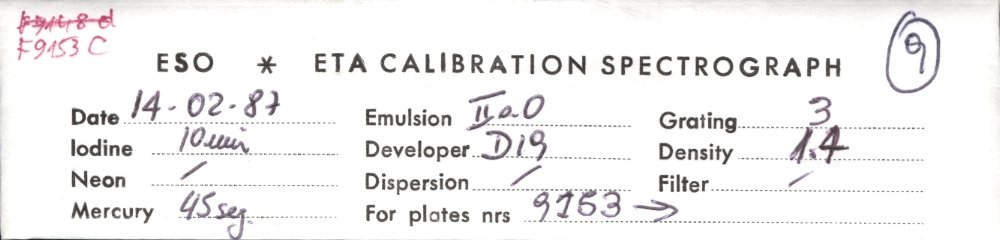 F9148d
F9153 C
9
ESO * ETA CALIBRATION SPECTROGRAPH
Date 14-02-87 Emulsion IIaO Grating 3
Iodine 10 min Developer D19 Density 1.4
Neon / Dispersion / Filter /
Mercury 45 seg. For plates nrs 9153 →